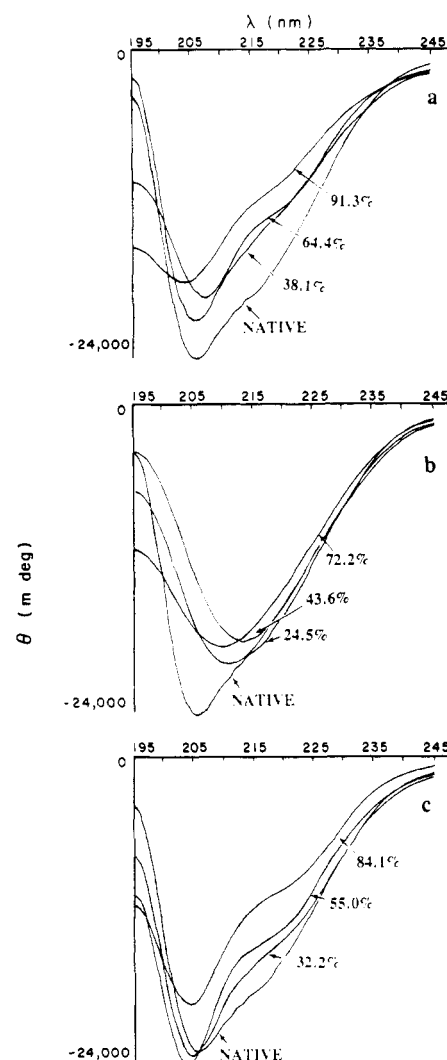 λ (nm)
195 205 215 225 235 245
0
a
91.3%
64.4%
38.1%
NATIVE
-24,000
195 205 215 225 235 245
0
b
72.2%
43.6%
24.5%
NATIVE
-24,000
θ (m deg)
195 205 215 225 235 245
0
c
84.1%
55.0%
32.2%
NATIVE
-24,000